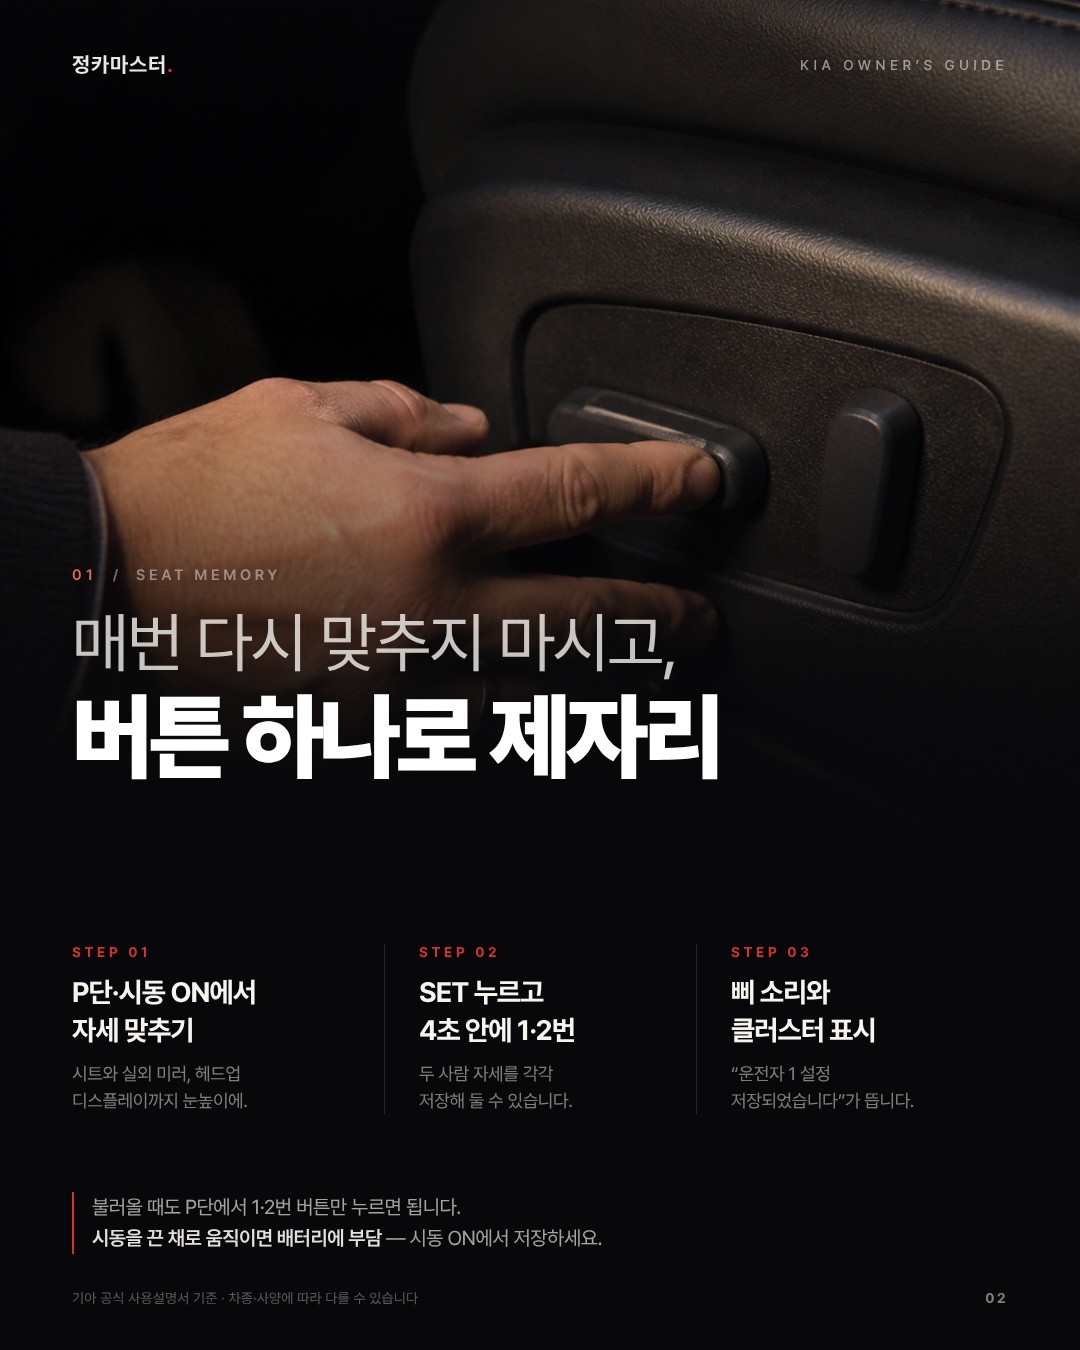 정카마스터.
KIA OWNER’S GUIDE
01 / SEAT MEMORY
매번 다시 맞추지 마시고,
버튼 하나로 제자리
STEP 01
P단·시동 ON에서
자세 맞추기
시트와 실외 미러, 헤드업
디스플레이까지 눈높이에.
STEP 02
SET 누르고
4초 안에 1·2번
두 사람 자세를 각각
저장해 둘 수 있습니다.
STEP 03
삐 소리와
클러스터 표시
“운전자 1 설정
저장되었습니다”가 뜹니다.
불러올 때도 P단에서 1·2번 버튼만 누르면 됩니다.
시동을 끈 채로 움직이면 배터리에 부담 — 시동 ON에서 저장하세요.
기아 공식 사용설명서 기준 · 차종·사양에 따라 다를 수 있습니다
02